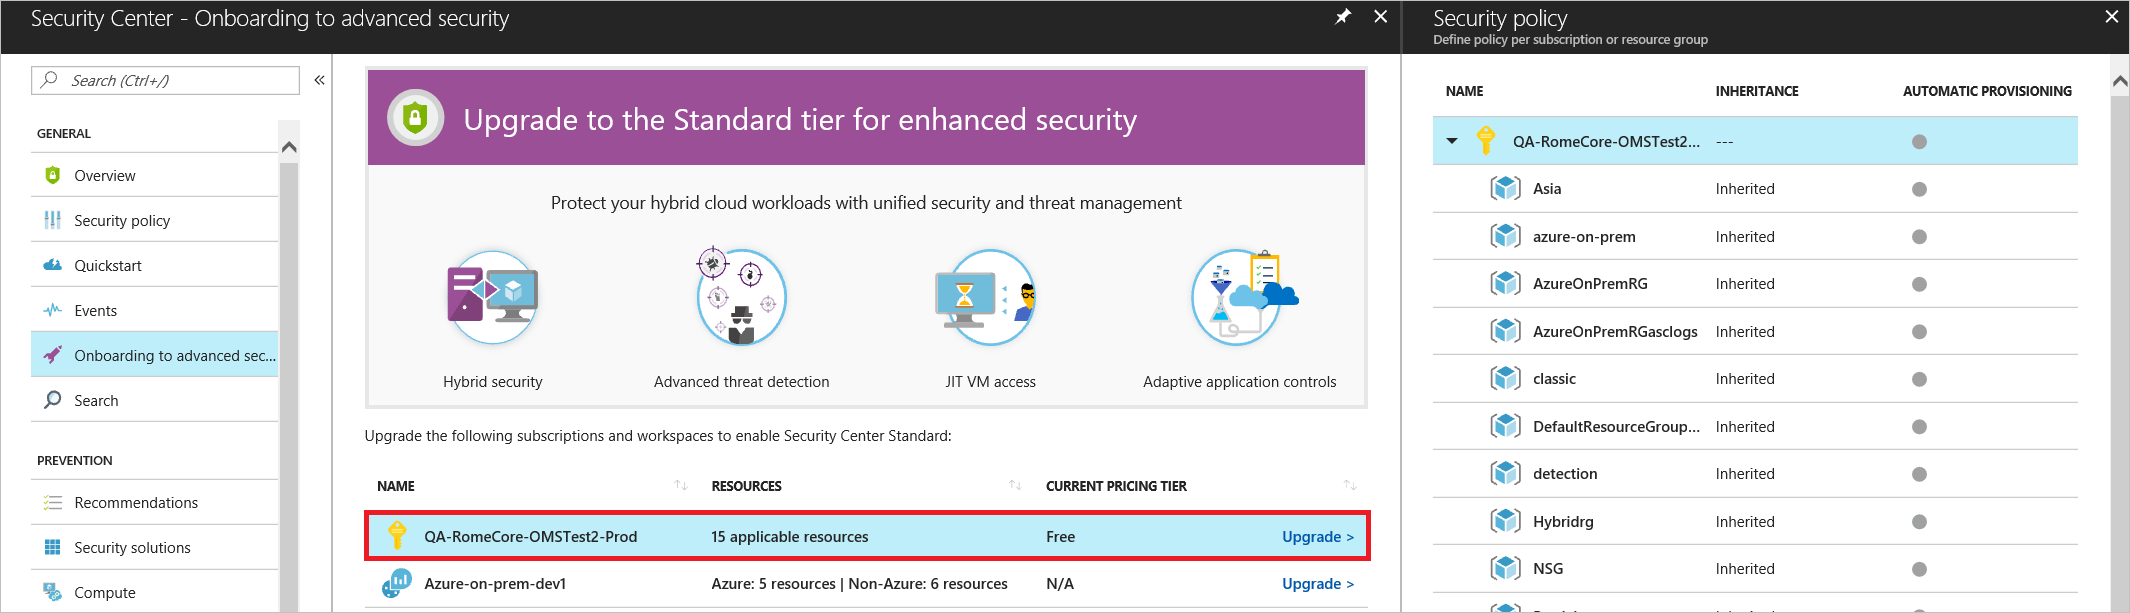 Security Center - Onboarding to advanced security
Search (Ctrl+/)
«
GENERAL
Overview
Security policy
Quickstart
Events
Onboarding to advanced sec...
Search
PREVENTION
Recommendations
Security solutions
Compute
Upgrade to the Standard tier for enhanced security
Protect your hybrid cloud workloads with unified security and threat management
Hybrid security
Advanced threat detection
JIT VM access
Adaptive application controls
Upgrade the following subscriptions and workspaces to enable Security Center Standard:
NAME RESOURCES CURRENT PRICING TIER
QA-RomeCore-OMSTest2-Prod 15 applicable resources Free Upgrade >
Azure-on-prem-dev1 Azure: 5 resources | Non-Azure: 6 resources N/A Upgrade >
Security policy
Define policy per subscription or resource group
NAME INHERITANCE AUTOMATIC PROVISIONING
QA-RomeCore-OMSTest2... ---
Asia Inherited
azure-on-prem Inherited
AzureOnPremRG Inherited
AzureOnPremRGasclogs Inherited
classic Inherited
DefaultResourceGroup... Inherited
detection Inherited
Hybridrg Inherited
NSG Inherited